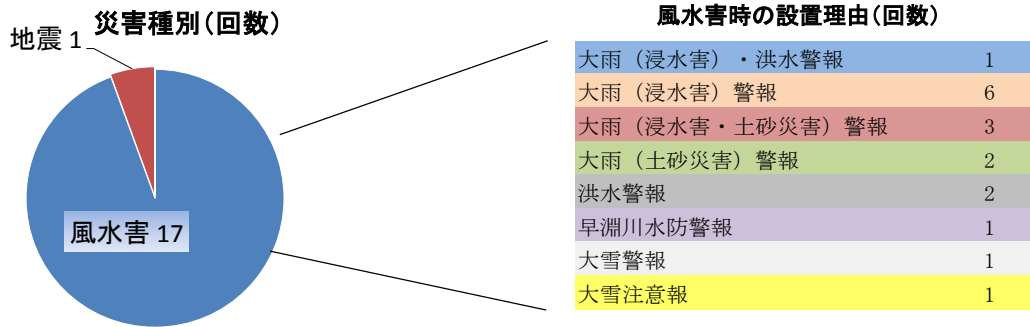 災害種別（回数）
地震 1
風水害 17
風水害時の設置理由（回数）
大雨（浸水害）・洪水警報 1
大雨（浸水害）警報 6
大雨（浸水害・土砂災害）警報 3
大雨（土砂災害）警報 2
洪水警報 2
早淵川水防警報 1
大雪警報 1
大雪注意報 1